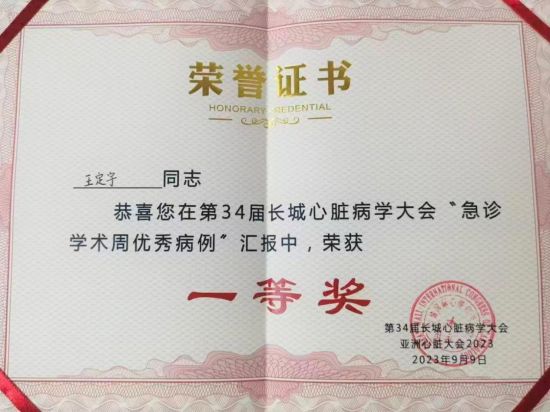 荣誉证书
HONORARY CREDENTIAL
王定宇 同志
恭喜您在第34届长城心脏病学大会“急诊
学术周优秀病例”汇报中，荣获
一等奖
第34届长城心脏病学大会
亚洲心脏大会2023
2023年9月9日